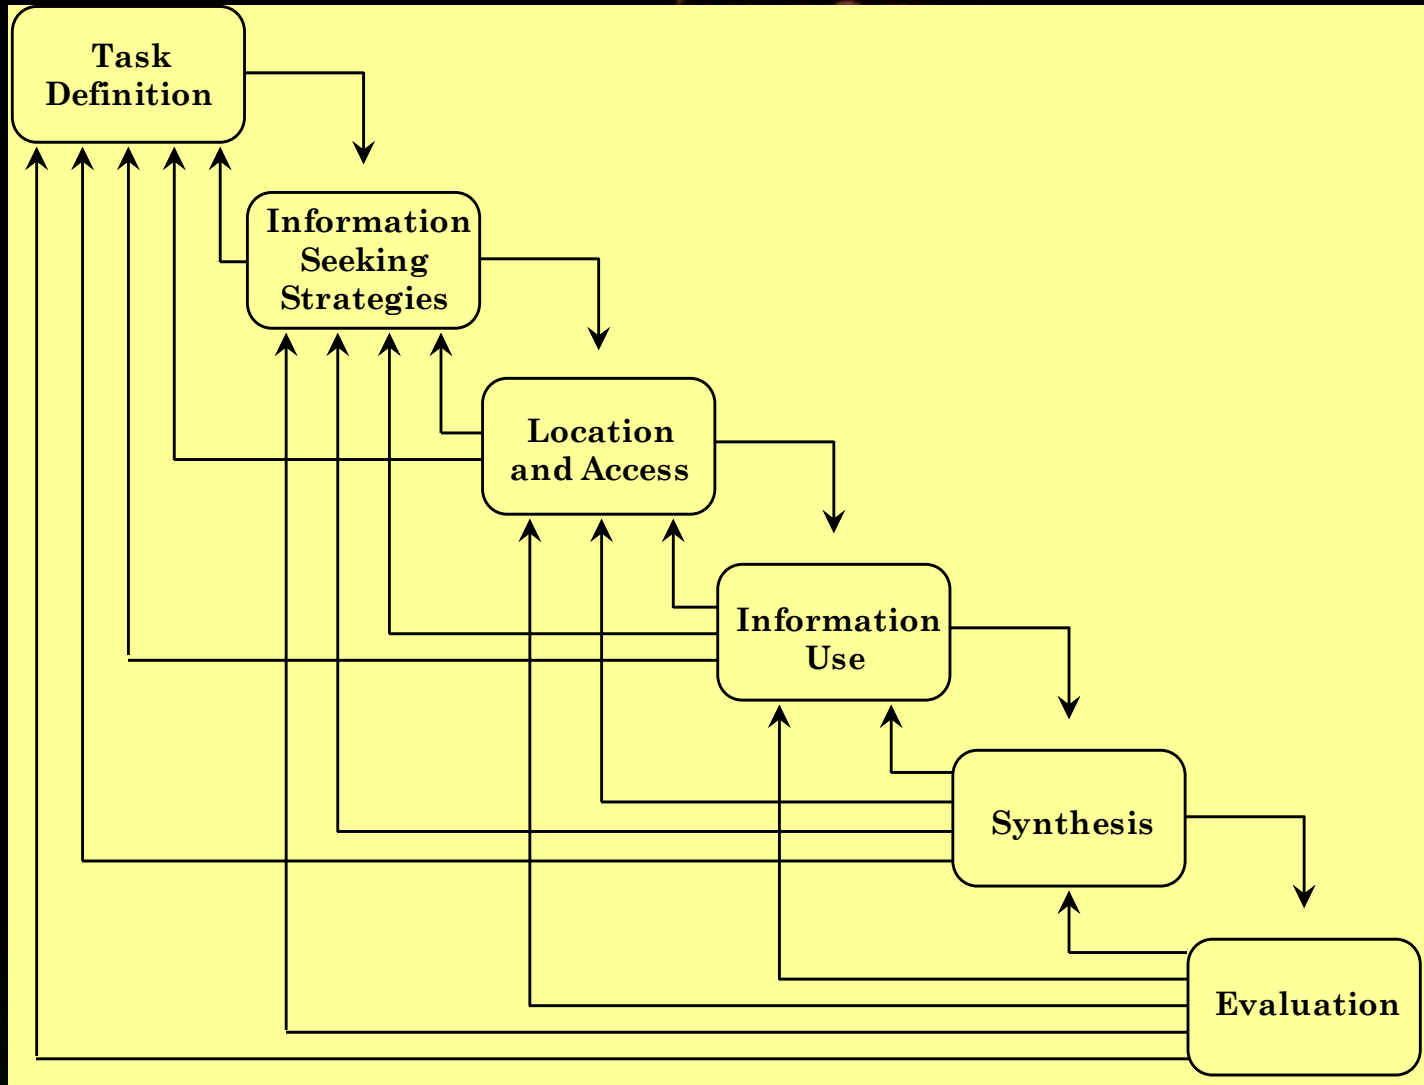 Task
Definition
Information
Seeking
Strategies
Location
and Access
Information
Use
Synthesis
Evaluation